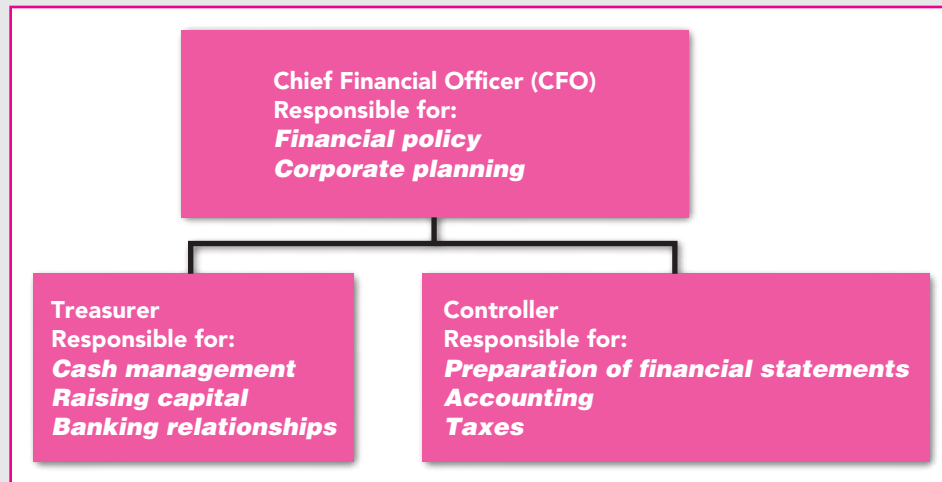 Chief Financial Officer (CFO)
Responsible for:
Financial policy
Corporate planning
Treasurer
Responsible for:
Cash management
Raising capital
Banking relationships
Controller
Responsible for:
Preparation of financial statements
Accounting
Taxes